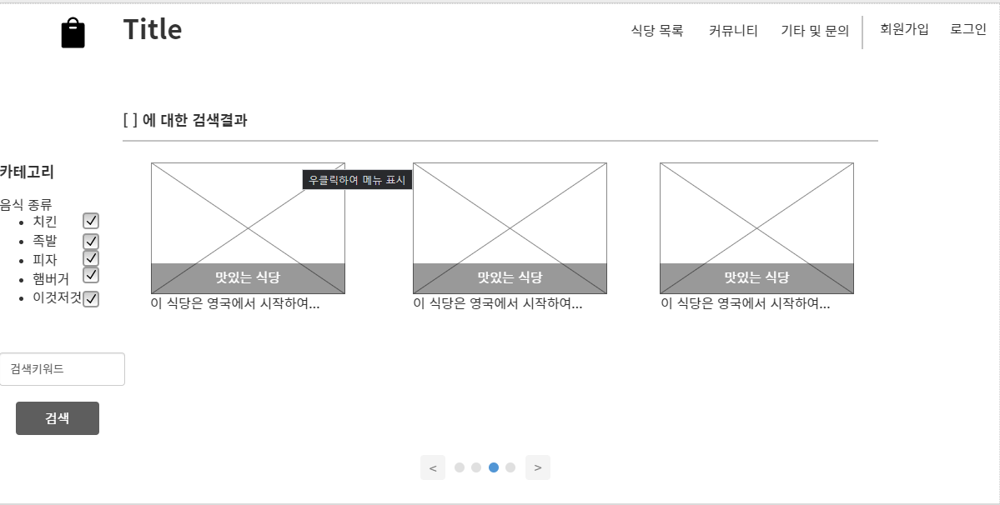 Title
식당 목록 커뮤니티 기타 및 문의 회원가입 로그인
[ ] 에 대한 검색결과
카테고리
음식 종류
• 치킨
• 족발
• 피자
• 햄버거
• 이것저것
검색키워드
검색
우클릭하여 메뉴 표시
맛있는 식당
이 식당은 영국에서 시작하여...
맛있는 식당
이 식당은 영국에서 시작하여...
맛있는 식당
이 식당은 영국에서 시작하여...
< >